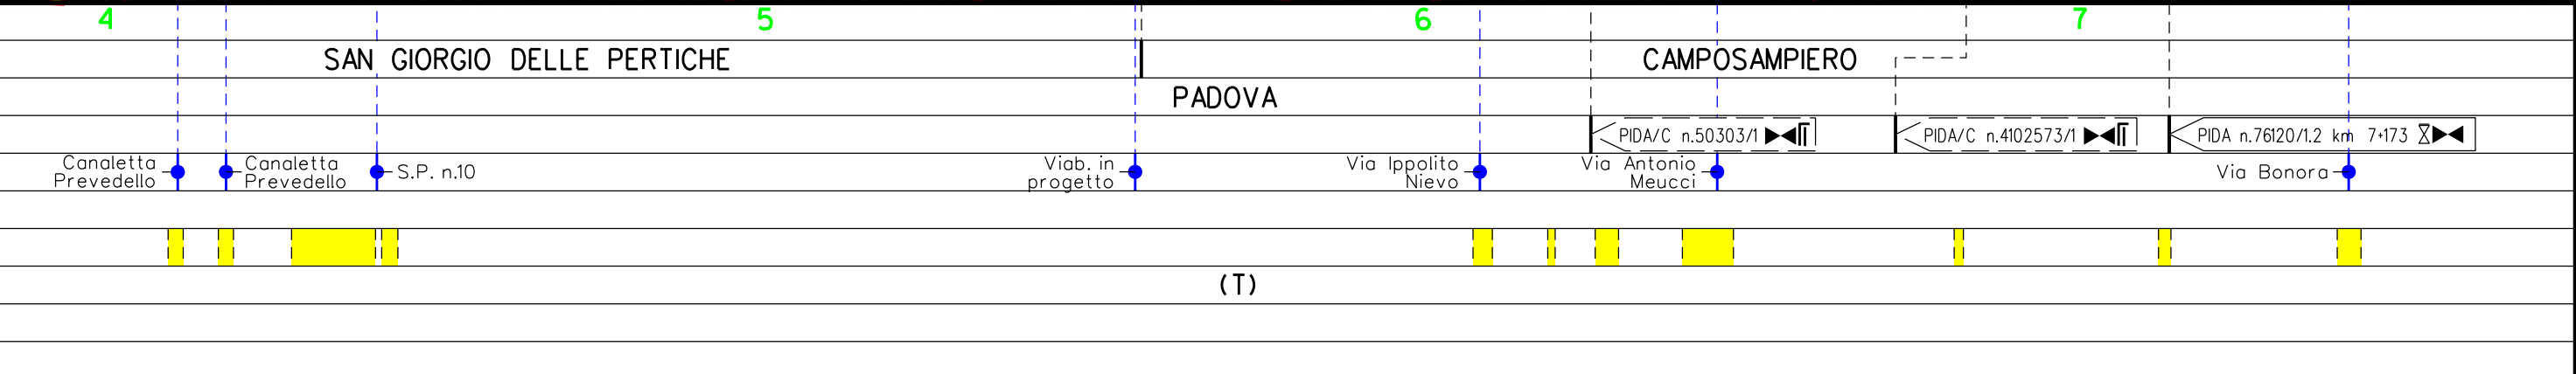 4 5 6 7
SAN GIORGIO DELLE PERTICHE CAMPOSAMPIERO
PADOVA
PIDA/C n.50303/1 PIDA/C n.4102573/1 PIDA n.76120/1.2 km 7+173
Canaletta
Prevedello
Canaletta
Prevedello
S.P. n.10
Viab. in
progetto
Via Ippolito
Nievo
Via Antonio
Meucci
Via Bonora
(T)